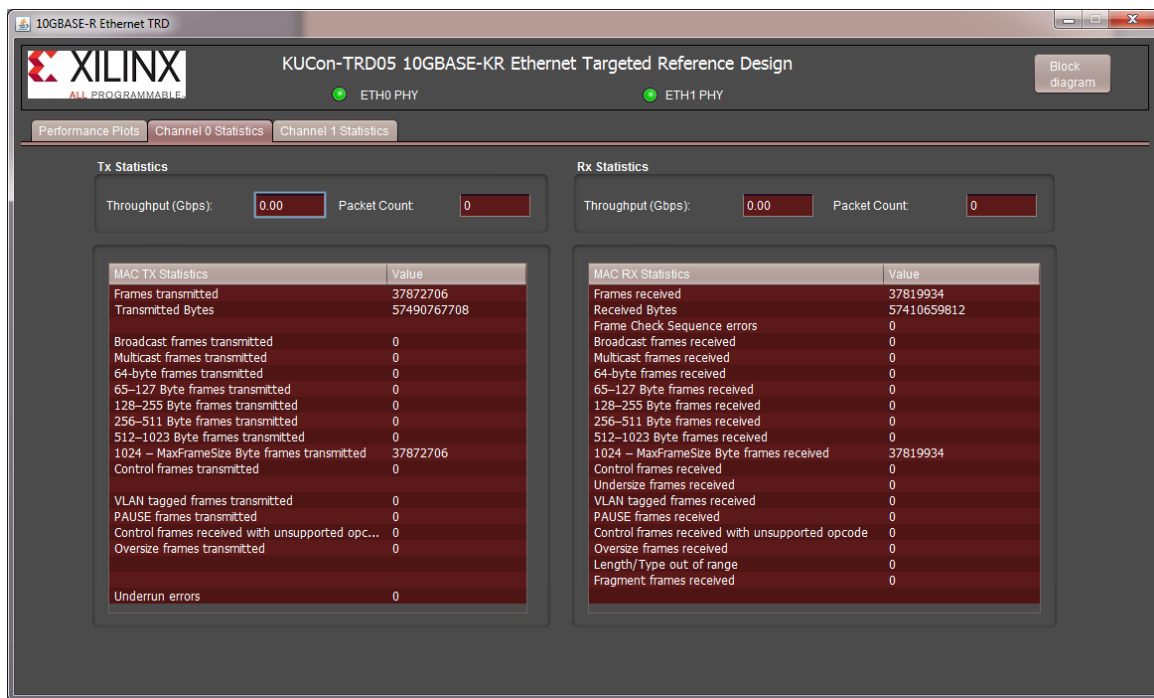 10GBASE-R Ethernet TRD
XILINX
ALL PROGRAMMABLE
KUCon-TRD05 10GBASE-KR Ethernet Targeted Reference Design
ETH0 PHY
ETH1 PHY
Block
diagram
Performance Plots
Channel 0 Statistics
Channel 1 Statistics
Tx Statistics
Throughput (Gbps): 0.00 Packet Count: 0
MAC TX Statistics Value
Frames transmitted 37872706
Transmitted Bytes 57490767708
Broadcast frames transmitted 0
Multicast frames transmitted 0
64-byte frames transmitted 0
65–127 Byte frames transmitted 0
128–255 Byte frames transmitted 0
256–511 Byte frames transmitted 0
512–1023 Byte frames transmitted 0
1024 – MaxFrameSize Byte frames transmitted 37872706
Control frames transmitted 0
VLAN tagged frames transmitted 0
PAUSE frames transmitted 0
Control frames received with unsupported opc... 0
Oversize frames transmitted 0
Underrun errors 0
Rx Statistics
Throughput (Gbps): 0.00 Packet Count: 0
MAC RX Statistics Value
Frames received 37819934
Received Bytes 57410659812
Frame Check Sequence errors 0
Broadcast frames received 0
Multicast frames received 0
64-byte frames received 0
65–127 Byte frames received 0
128–255 Byte frames received 0
256–511 Byte frames received 0
512–1023 Byte frames received 0
1024 – MaxFrameSize Byte frames received 37819934
Control frames received 0
Undersize frames received 0
VLAN tagged frames received 0
PAUSE frames received 0
Control frames received with unsupported opcode 0
Oversize frames received 0
Length/Type out of range 0
Fragment frames received 0